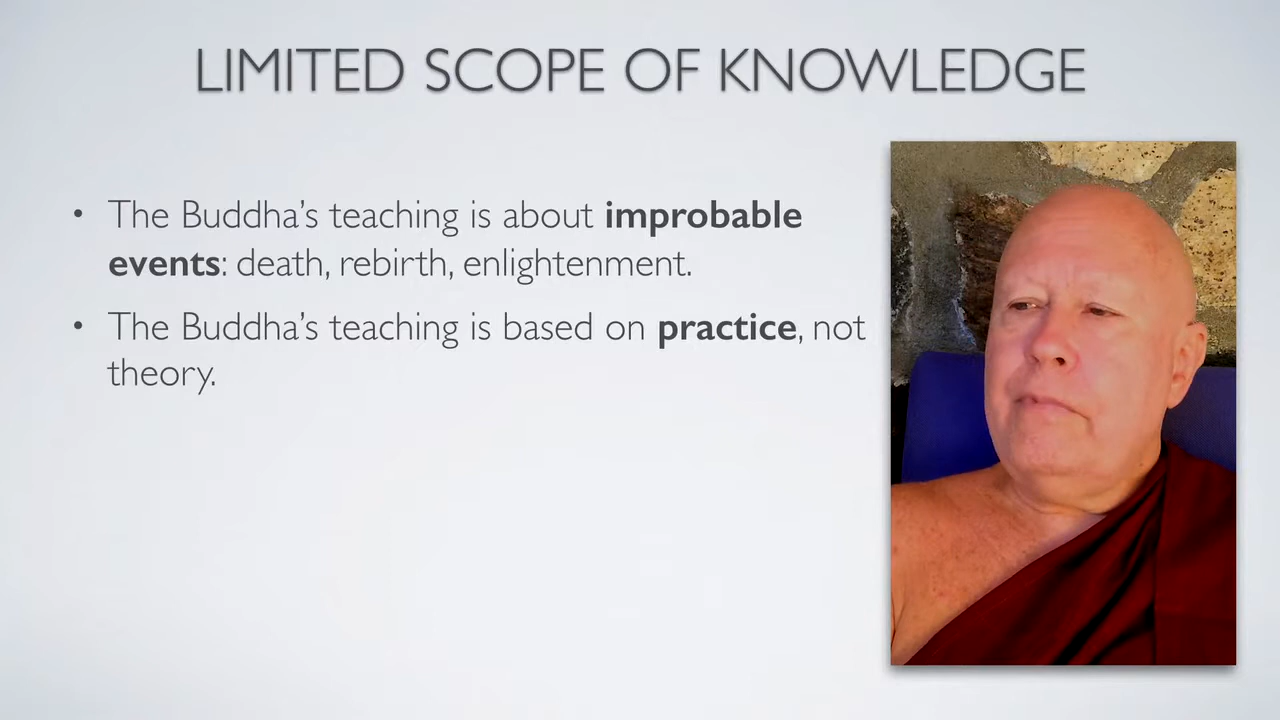 LIMITED SCOPE OF KNOWLEDGE
• The Buddha’s teaching is about improbable
events: death, rebirth, enlightenment.
• The Buddha’s teaching is based on practice, not
theory.